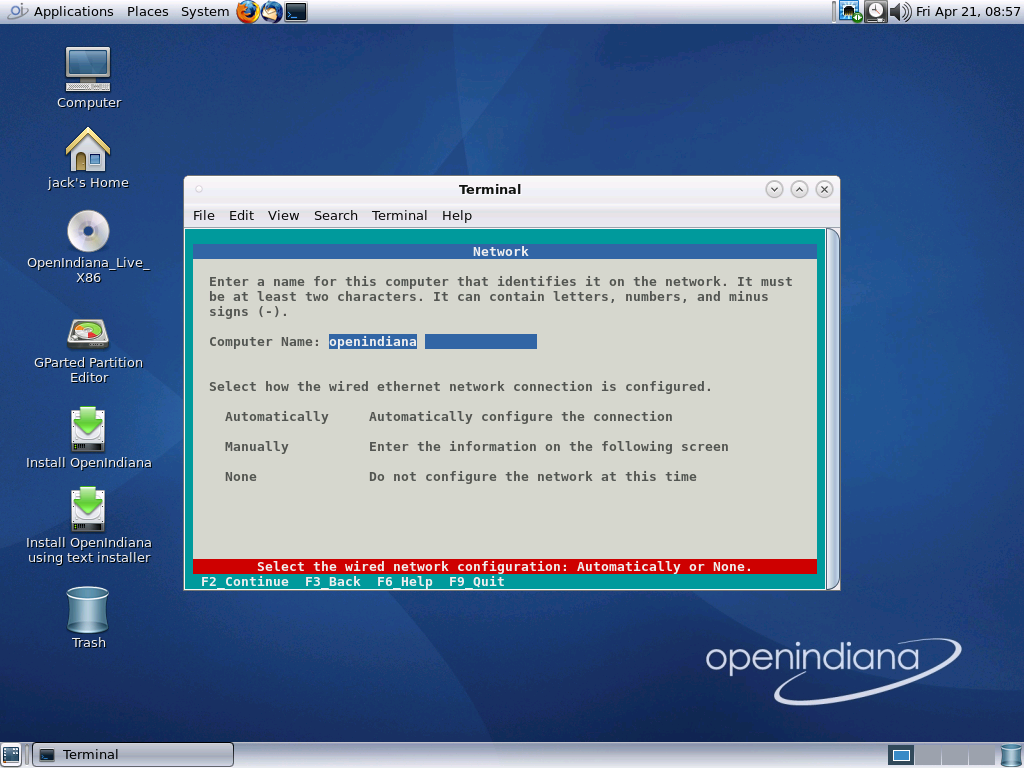 Applications Places System
Fri Apr 21, 08:57
Computer
jack's Home
OpenIndiana_Live_
X86
GParted Partition
Editor
Install OpenIndiana
Install OpenIndiana
using text installer
Trash
Terminal
File Edit View Search Terminal Help
Network
Enter a name for this computer that identifies it on the network. It must
be at least two characters. It can contain letters, numbers, and minus
signs (-).
Computer Name: openindiana
Select how the wired ethernet network connection is configured.
Automatically Automatically configure the connection
Manually Enter the information on the following screen
None Do not configure the network at this time
Select the wired network configuration: Automatically or None.
F2_Continue F3_Back F6_Help F9_Quit
openindiana
Terminal